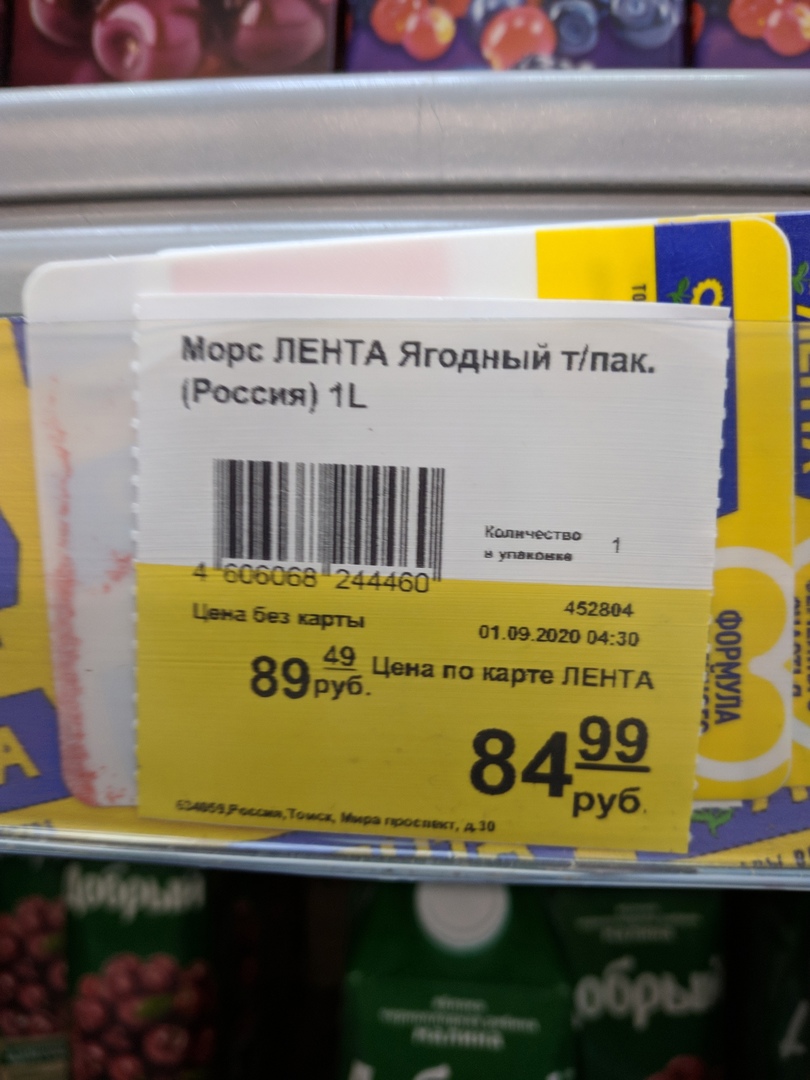 Морс ЛЕНТА Ягодный т/пак.
(Россия) 1L
Количество
в упаковке 1
4 606068 244460
452804
Цена без карты
01.09.2020 04:30
89 49 руб.
Цена по карте ЛЕНТА
84 99 руб.
Россия, Томск, Мира проспект, д.30
ФОРМУЛА
Добрый
малина